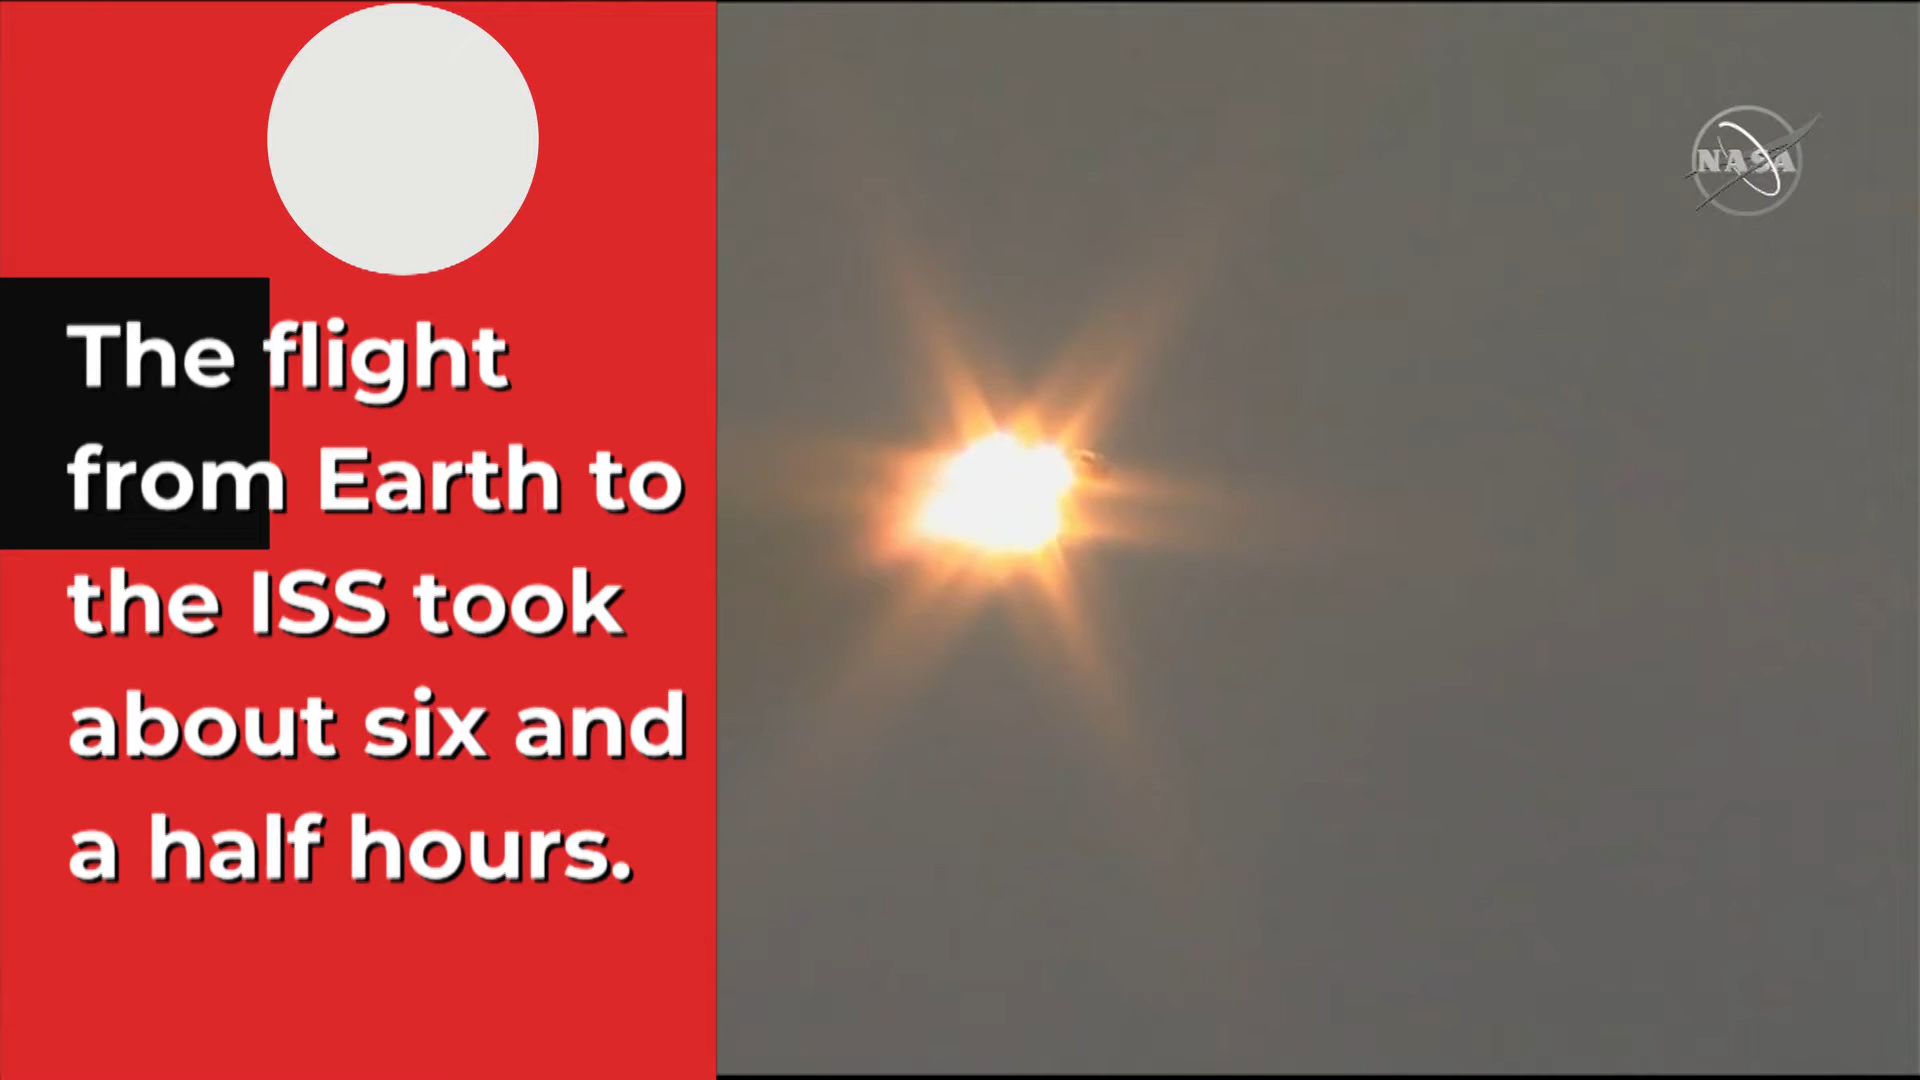 The flight
from Earth to
the ISS took
about six and
a half hours.
NASA